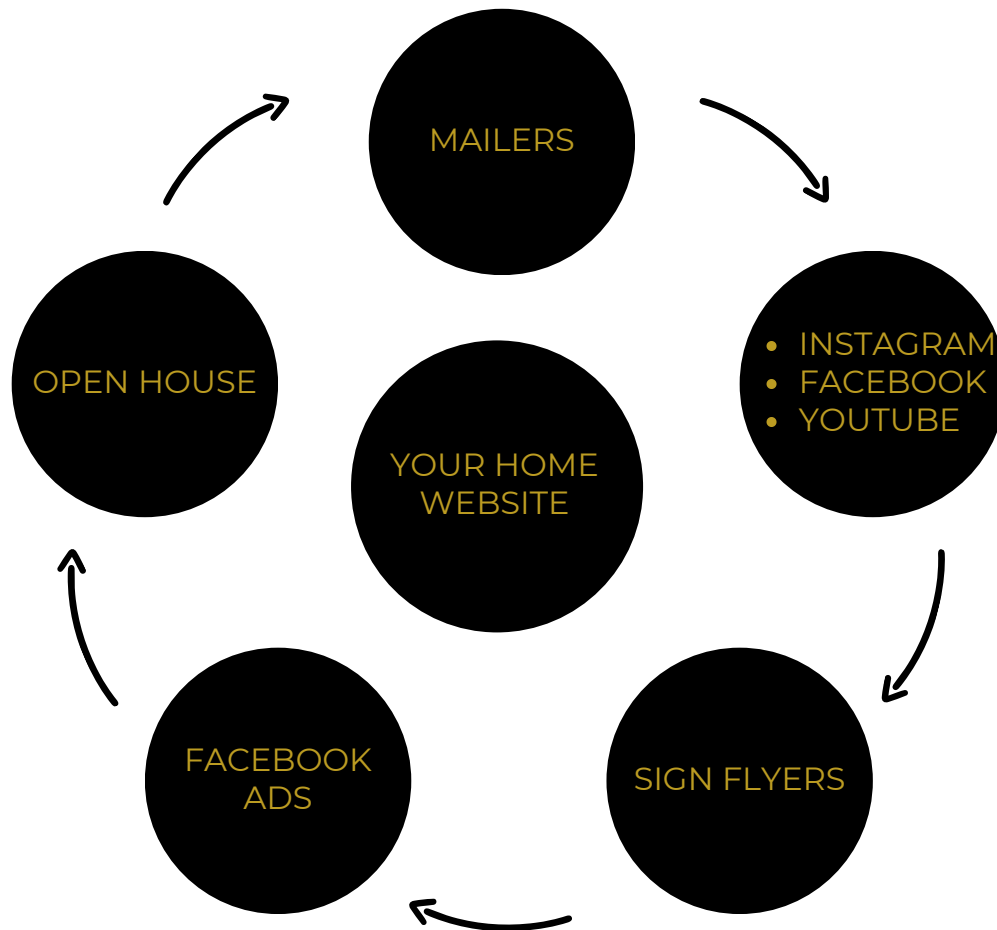 MAILERS
• INSTAGRAM
• FACEBOOK
• YOUTUBE
OPEN HOUSE
YOUR HOME
WEBSITE
FACEBOOK
ADS
SIGN FLYERS